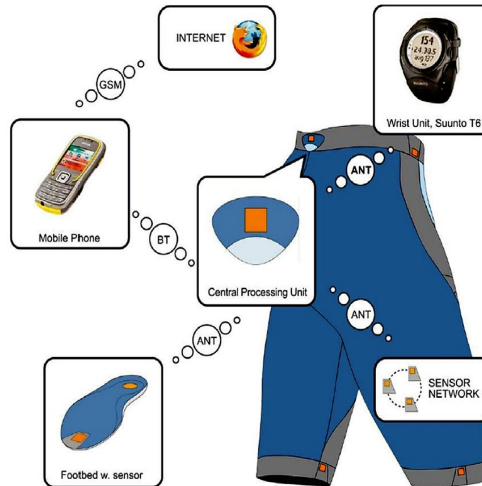 INTERNET
GSM
154
Wrist Unit, Suunto T6
ANT
Mobile Phone
BT
Central Processing Unit
ANT
ANT
SENSOR
NETWORK
Footbed w. sensor